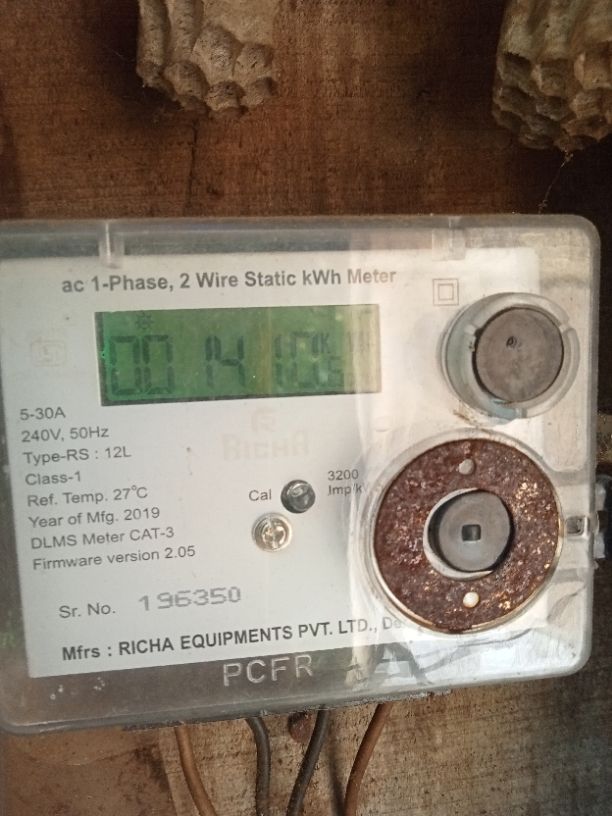 ac 1-Phase, 2 Wire Static kWh Meter
5-30A
240V, 50Hz
Type-RS : 12L
Class-1
Ref. Temp. 27°C
Year of Mfg. 2019
DLMS Meter CAT-3
Firmware version 2.05
RICHA
Cal
3200
Imp/k
Sr. No. 196350
Mfrs : RICHA EQUIPMENTS PVT. LTD.,
PCFR